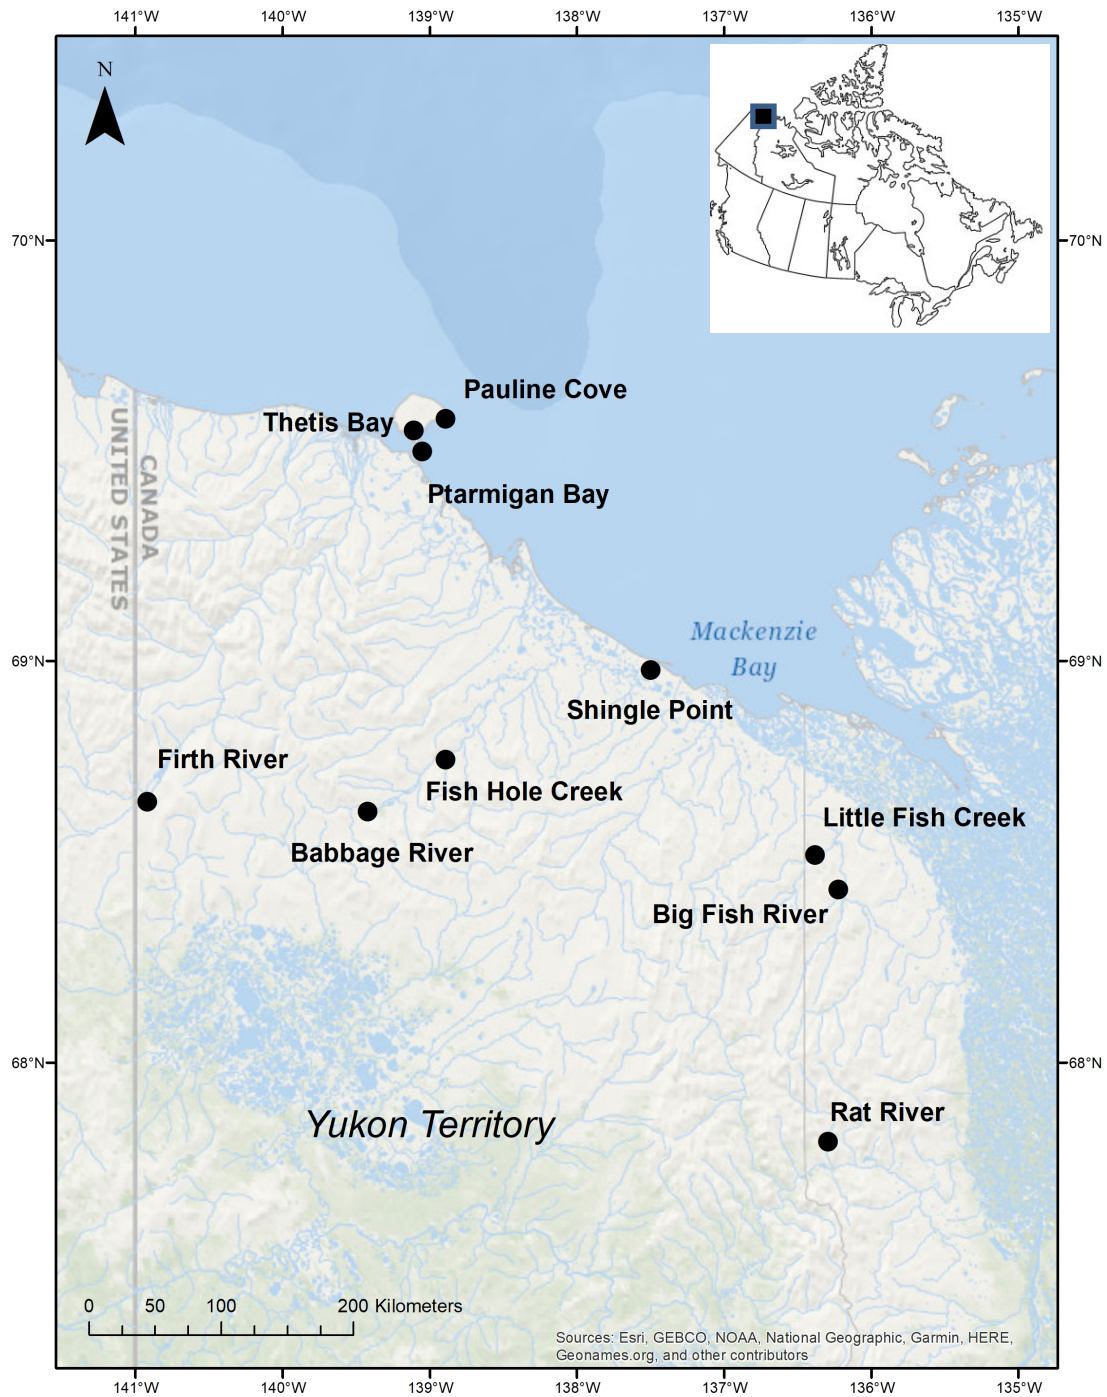 141°W 140°W 139°W 138°W 137°W 136°W 135°W
N
70°N 70°N
Pauline Cove
Thetis Bay
Ptarmigan Bay
CANADA
UNITED STATES
Mackenzie
Bay
69°N 69°N
Shingle Point
Firth River
Fish Hole Creek
Little Fish Creek
Babbage River
Big Fish River
68°N 68°N
Rat River
Yukon Territory
0 50 100 200 Kilometers
Sources: Esri, GEBCO, NOAA, National Geographic, Garmin, HERE,
Geonames.org, and other contributors
141°W 140°W 139°W 138°W 137°W 136°W 135°W